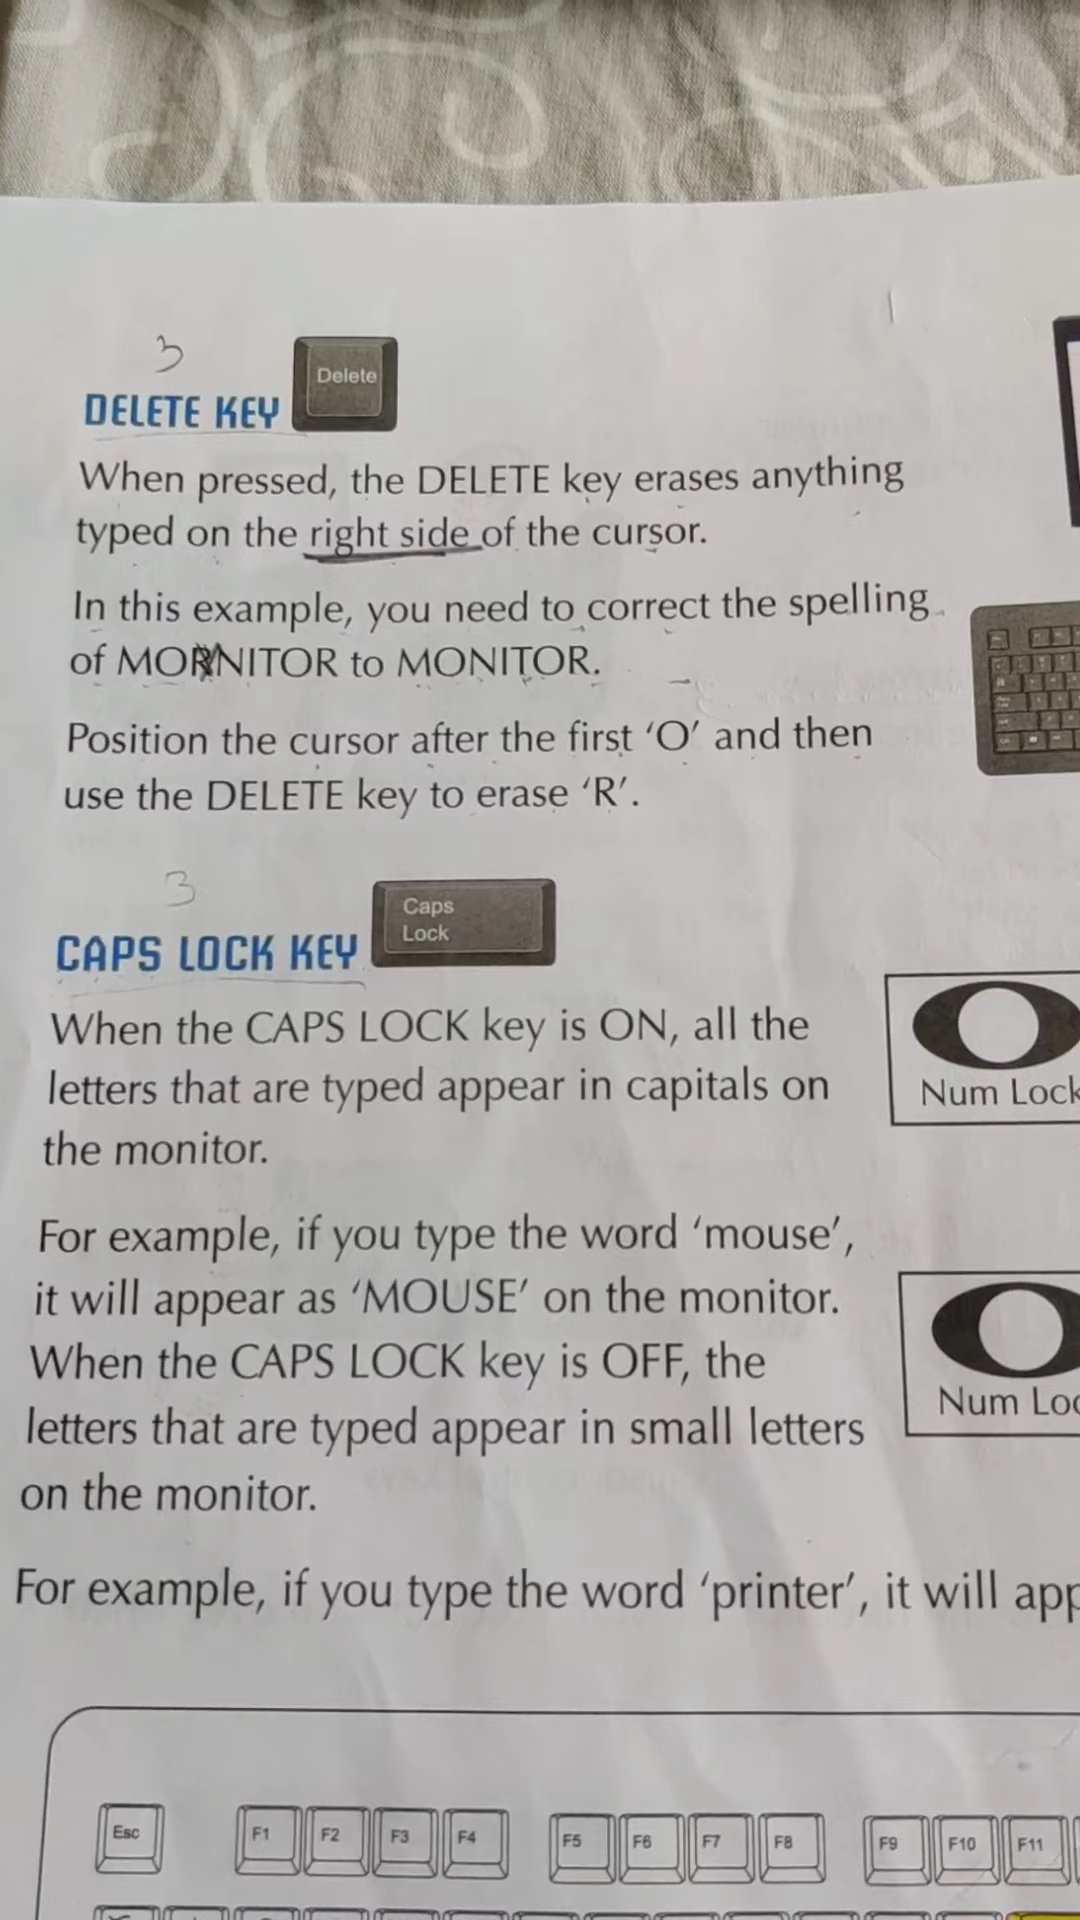 3
Delete
DELETE KEY
When pressed, the DELETE key erases anything
typed on the right side of the cursor.
In this example, you need to correct the spelling
of MORNITOR to MONITOR.
Position the cursor after the first ‘O’ and then
use the DELETE key to erase ‘R’.
3
Caps
Lock
CAPS LOCK KEY
When the CAPS LOCK key is ON, all the
letters that are typed appear in capitals on
the monitor.
Num Lock
For example, if you type the word ‘mouse’,
it will appear as ‘MOUSE’ on the monitor.
When the CAPS LOCK key is OFF, the
letters that are typed appear in small letters
on the monitor.
Num Loc
For example, if you type the word ‘printer’, it will app
Esc F1 F2 F3 F4 F5 F6 F7 F8 F9 F10 F11